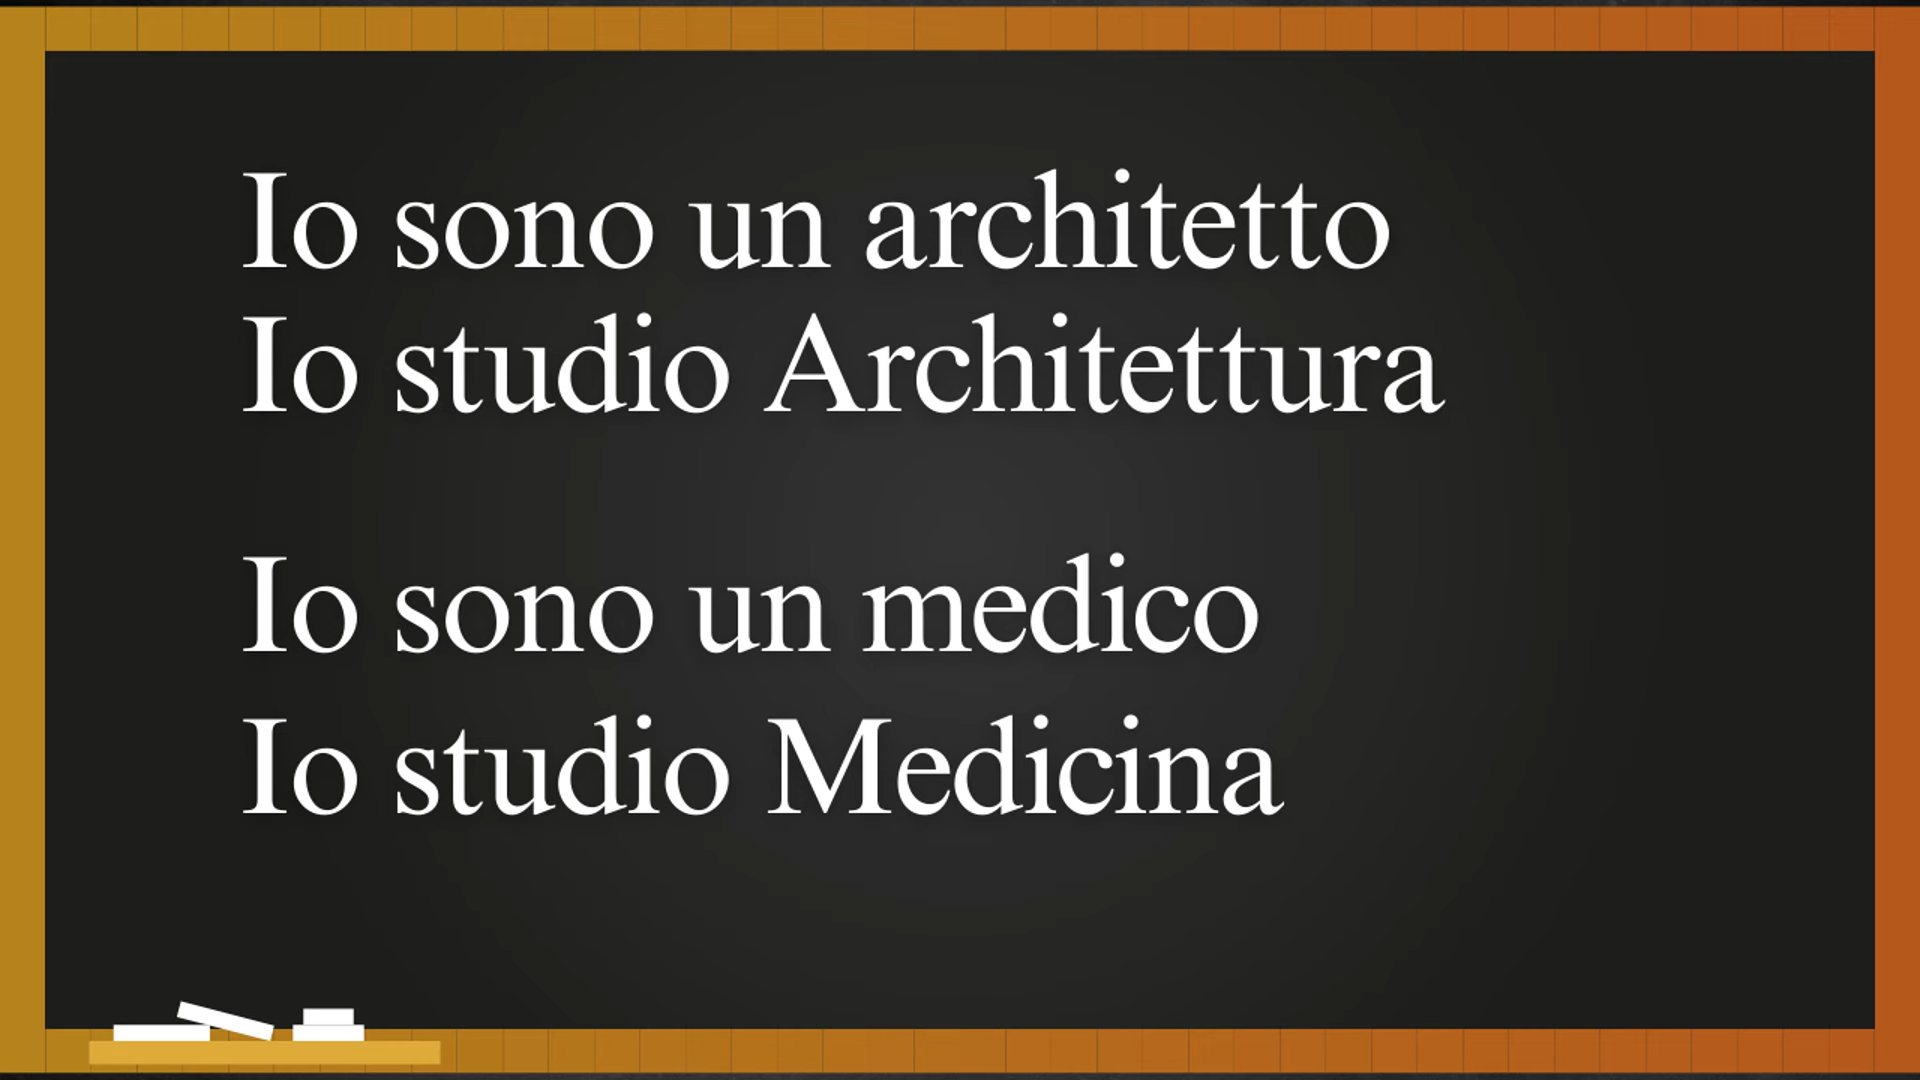 Io sono un architetto
Io studio Architettura
Io sono un medico
Io studio Medicina